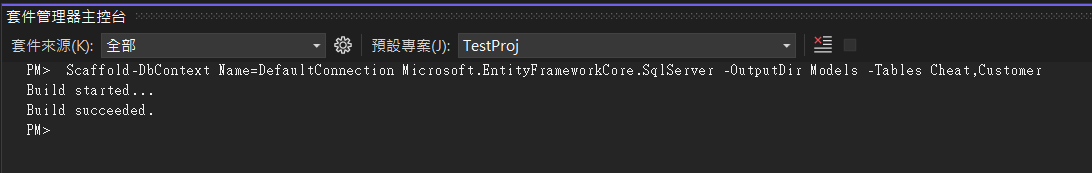 套件管理器主控台
套件來源(K): 全部 預設專案(J): TestProj
PM> Scaffold-DbContext Name=DefaultConnection Microsoft.EntityFrameworkCore.SqlServer -OutputDir Models -Tables Cheat,Customer
Build started...
Build succeeded.
PM>